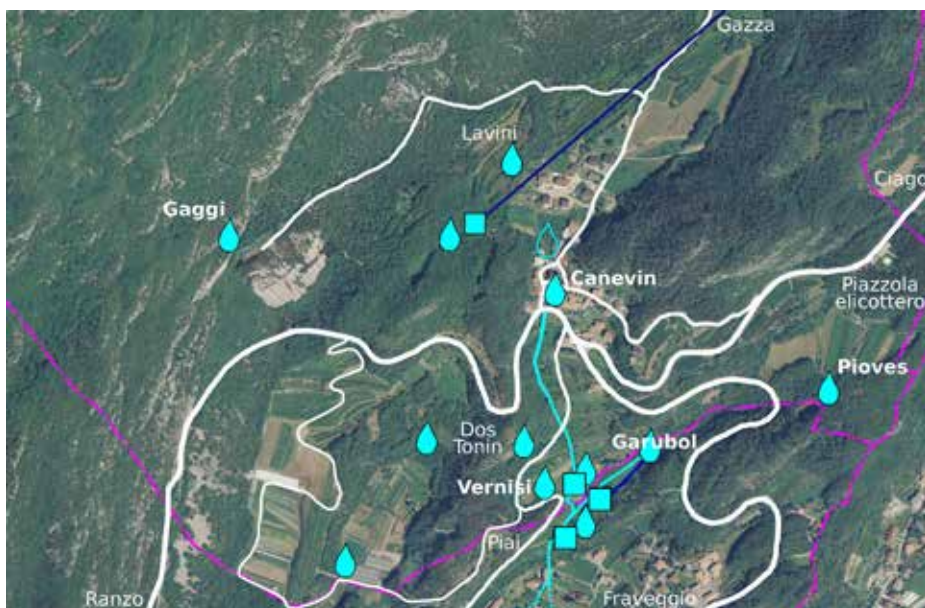 Gazza
Lavini
Ciago
Gaggi
Canevin
Piazzola
elicottero
Pioves
Dos
Tonin
Garubol
Vernisi
Piai
Ranzo
Fraveggio